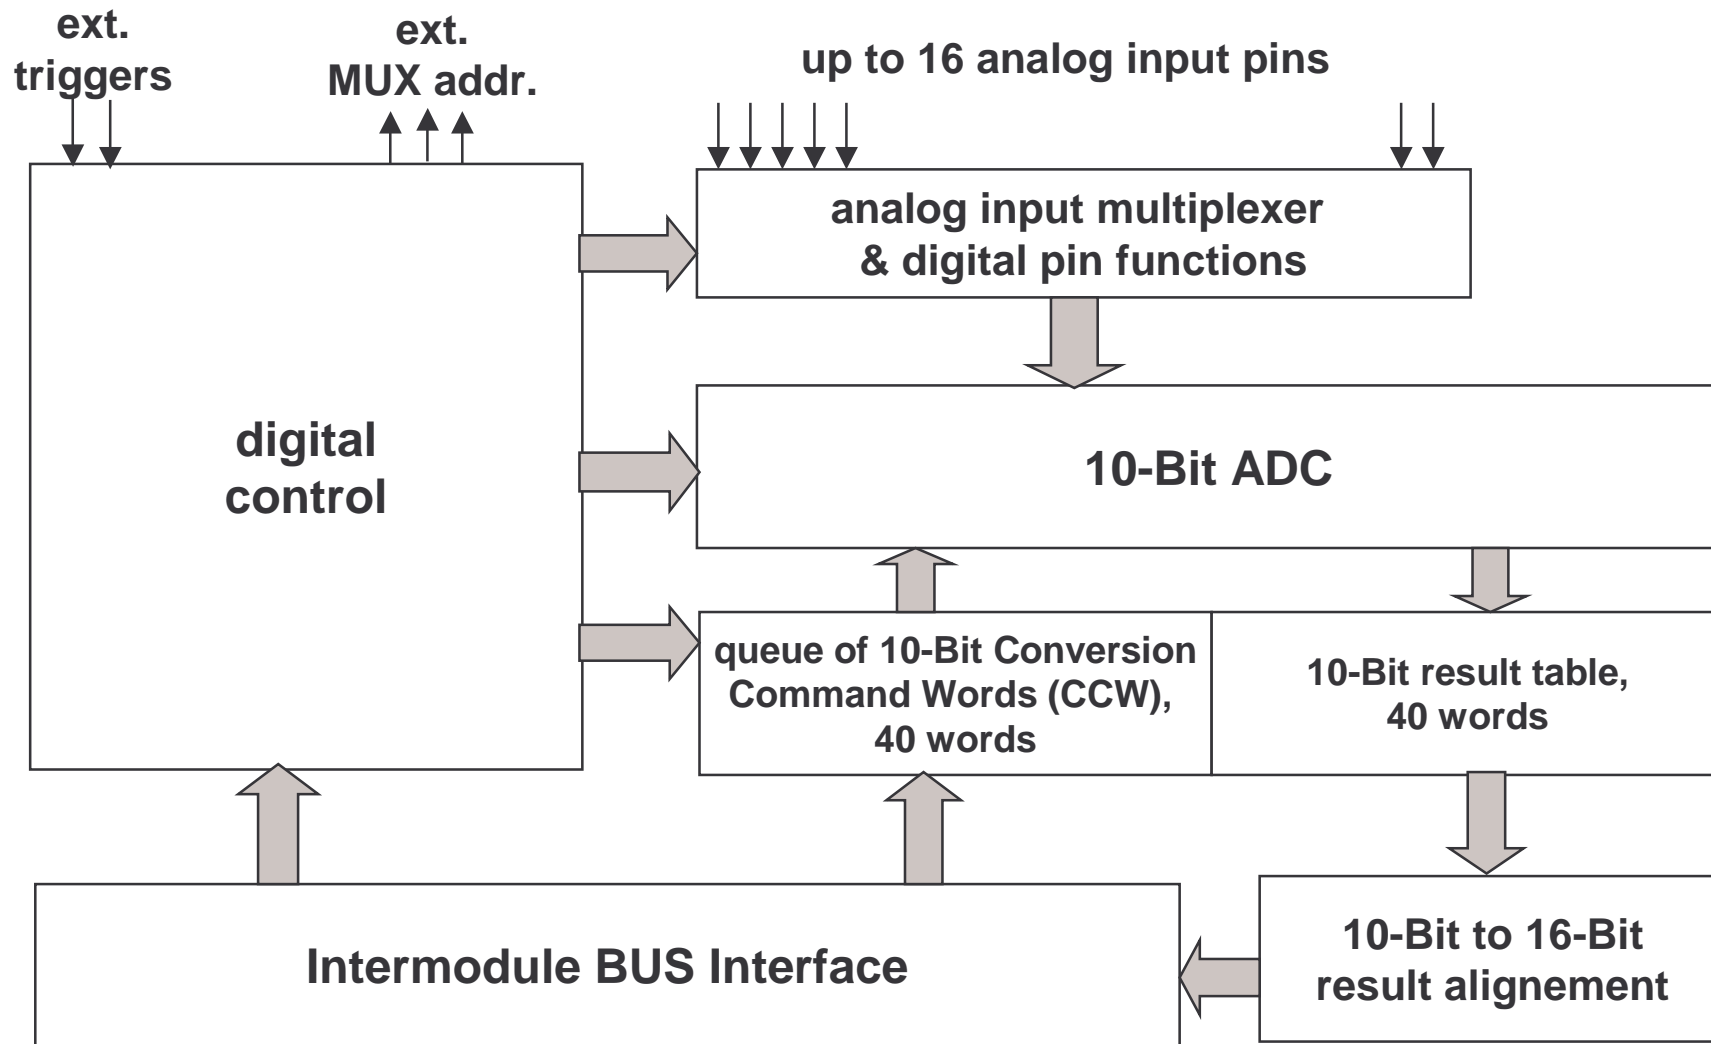 ext.
triggers
ext.
MUX addr.
up to 16 analog input pins
analog input multiplexer
& digital pin functions
digital
control
10-Bit ADC
queue of 10-Bit Conversion
Command Words (CCW),
40 words
10-Bit result table,
40 words
Intermodule BUS Interface
10-Bit to 16-Bit
result alignement